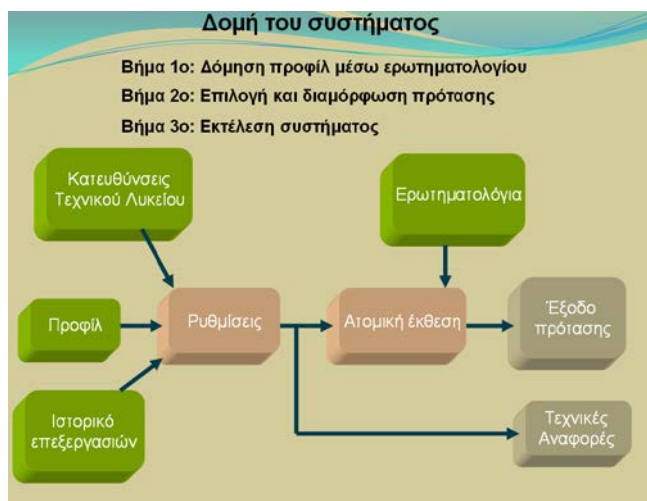 Δομή του συστήματος
Βήμα 1ο: Δόμηση προφίλ μέσω ερωτηματολογίου
Βήμα 2ο: Επιλογή και διαμόρφωση πρότασης
Βήμα 3ο: Εκτέλεση συστήματος
Κατευθύνσεις
Τεχνικού Λυκείου
Ερωτηματολόγια
Προφίλ
Ρυθμίσεις
Ατομική έκθεση
Έξοδο
πρότασης
Ιστορικό
επεξεργασιών
Τεχνικές
Αναφορές